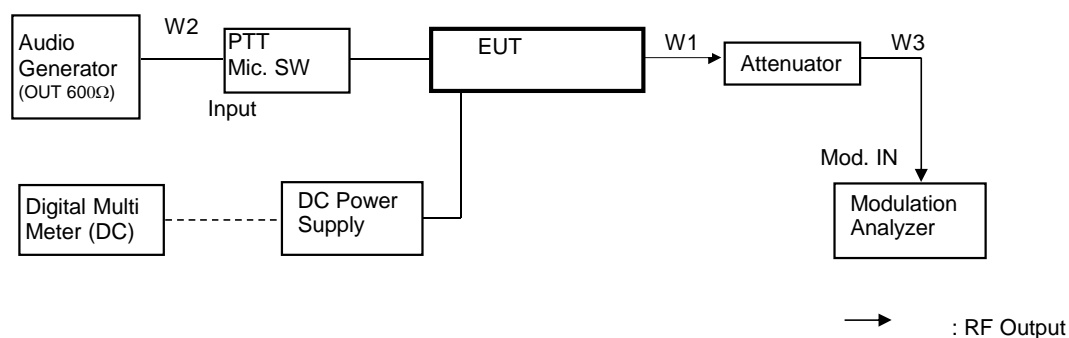 Audio
Generator
(OUT 600Ω)
W2
PTT
Mic. SW
Input
EUT
W1
Attenuator
W3
Mod. IN
Digital Multi
Meter (DC)
DC Power
Supply
Modulation
Analyzer
: RF Output